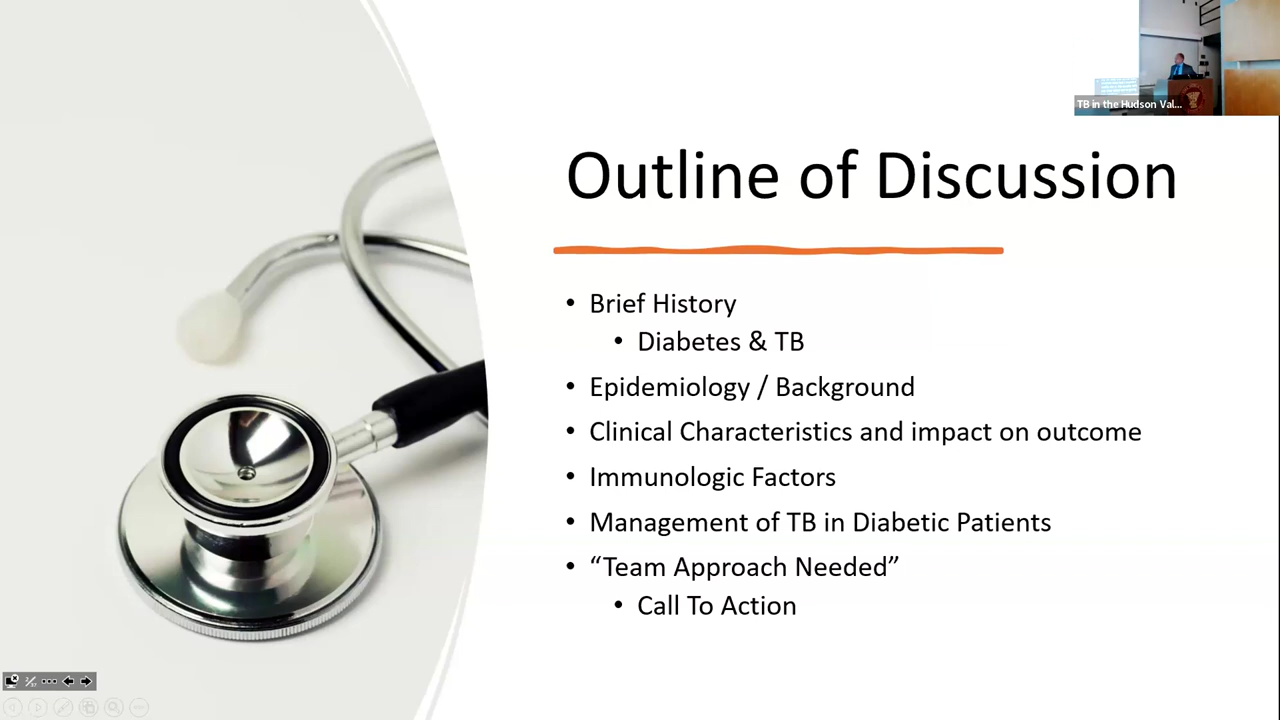 TB in the Hudson Val...
Outline of Discussion
• Brief History
• Diabetes & TB
• Epidemiology / Background
• Clinical Characteristics and impact on outcome
• Immunologic Factors
• Management of TB in Diabetic Patients
• “Team Approach Needed”
• Call To Action